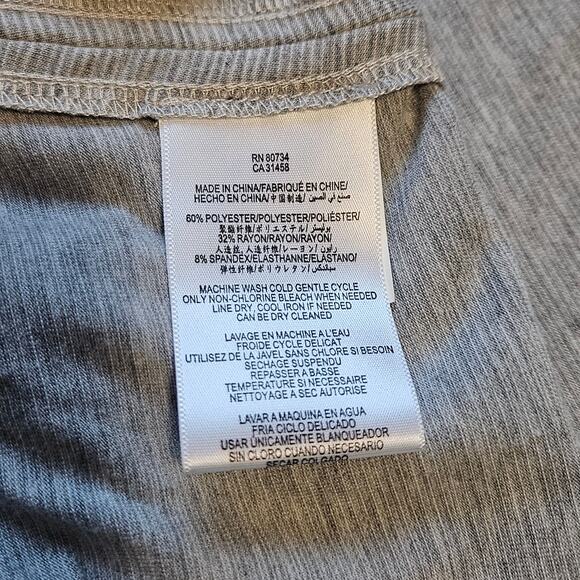 RN 80734
CA 31458
MADE IN CHINA/FABRIQUÉ EN CHINE/
HECHO EN CHINA/中国制造/ صنع في الصين/
60% POLYESTER/POLYESTER/POLIÉSTER/
聚酯纤维/ポリエステル/ بوليستر/
32% RAYON/RAYON/RAYON/
人造丝, 人造纤维/レーヨン/ رايون/
8% SPANDEX/ELASTHANNE/ELASTANO/
弹性纤维/ポリウレタン/ سبandكس/
MACHINE WASH COLD GENTLE CYCLE
ONLY NON-CHLORINE BLEACH WHEN NEEDED
LINE DRY, COOL IRON IF NEEDED
CAN BE DRY CLEANED
LAVAGE EN MACHINE A L'EAU
FROIDE CYCLE DELICAT
UTILISEZ DE LA JAVEL SANS CHLORE SI BESOIN
SECHAGE SUSPENDU
REPASSER A BASSE
TEMPERATURE SI NECESSAIRE
NETTOYAGE A SEC AUTORISE
LAVAR A MAQUINA EN AGUA
FRIA CICLO DELICADO
USAR ÚNICAMENTE BLANQUEADOR
SIN CLORO CUANDO NECESARIO
SECAR COLGADO